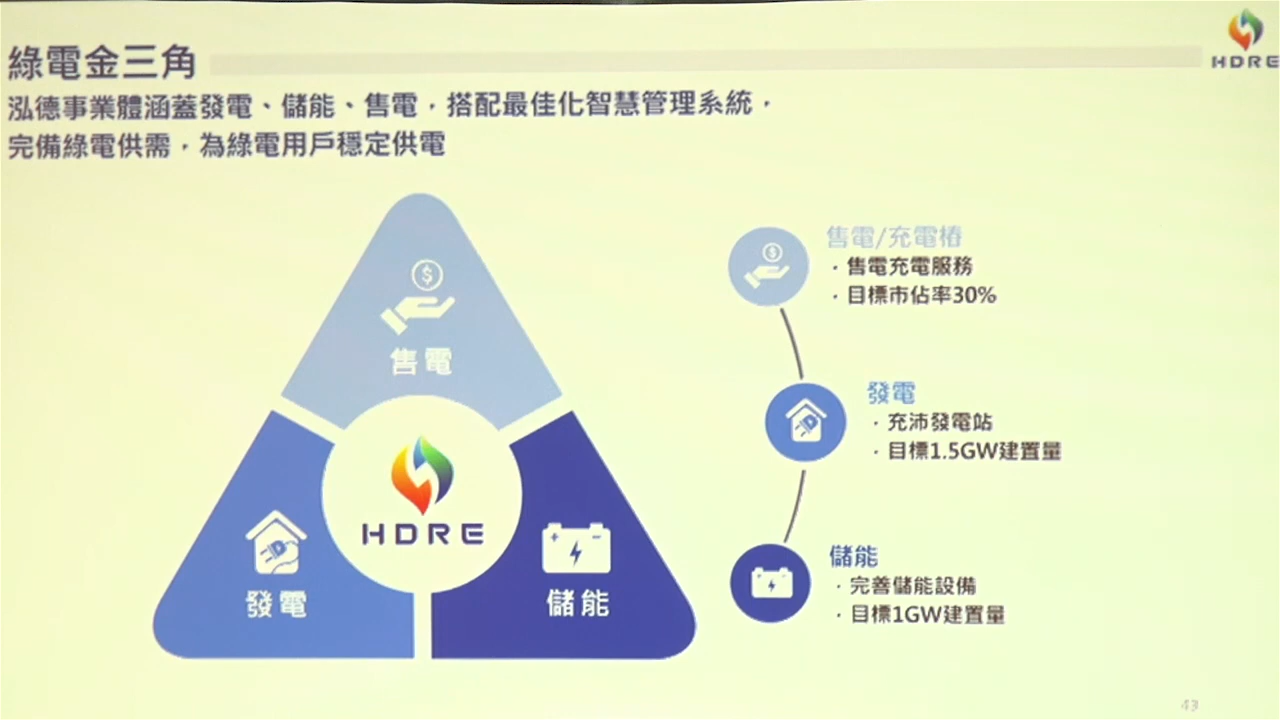 綠電金三角
HDRE
泓德事業體涵蓋發電、儲能、售電，搭配最佳化智慧管理系統，
完備綠電供需，為綠電用戶穩定供電
售電
HDRE
發電
儲能
售電/充電樁
・售電充電服務
・目標市佔率30%
發電
・充沛發電站
・目標1.5GW建置量
儲能
・完善儲能設備
・目標1GW建置量
43